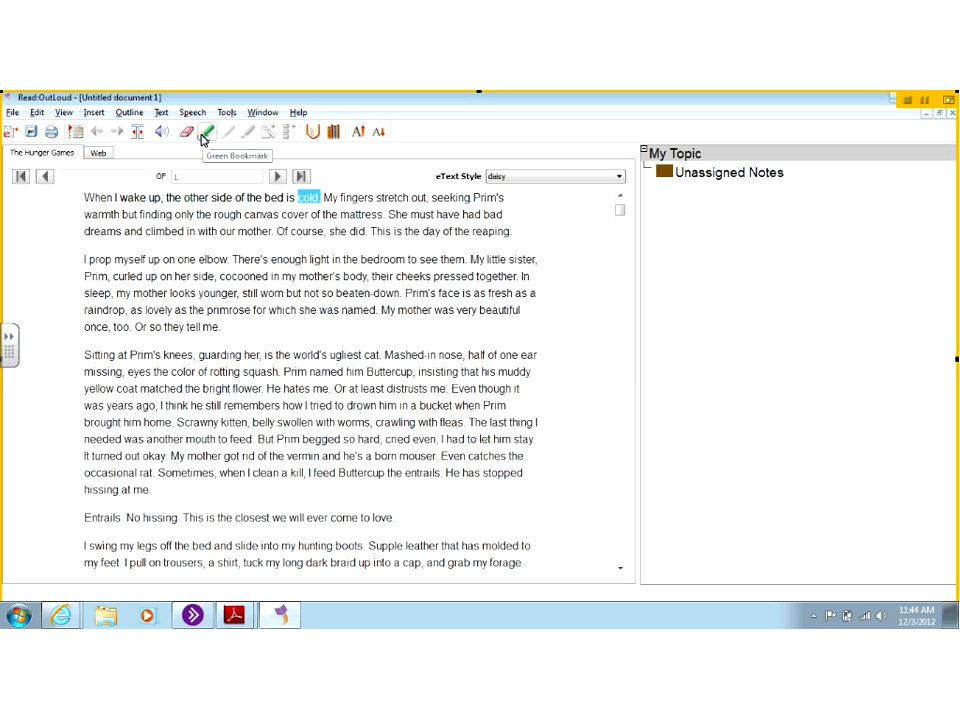 Read:OutLoud - [Untitled document1]
File Edit View Insert Outline Text Speech Tools Window Help
The Hunger Games Web
Green Bookmark
OF 1 eText Style daisy
When I wake up, the other side of the bed is cold. My fingers stretch out, seeking Prim's
warmth but finding only the rough canvas cover of the mattress. She must have had bad
dreams and climbed in with our mother. Of course, she did. This is the day of the reaping.
I prop myself up on one elbow. There's enough light in the bedroom to see them. My little sister,
Prim, curled up on her side, cocooned in my mother's body, their cheeks pressed together. In
sleep, my mother looks younger, still worn but not so beaten-down. Prim's face is as fresh as a
raindrop, as lovely as the primrose for which she was named. My mother was very beautiful
once, too. Or so they tell me.
Sitting at Prim's knees, guarding her, is the world's ugliest cat. Mashed-in nose, half of one ear
missing, eyes the color of rotting squash. Prim named him Buttercup, insisting that his muddy
yellow coat matched the bright flower. He hates me. Or at least distrusts me. Even though it
was years ago, I think he still remembers how I tried to drown him in a bucket when Prim
brought him home. Scrawny kitten, belly swollen with worms, crawling with fleas. The last thing I
needed was another mouth to feed. But Prim begged so hard, cried even, I had to let him stay.
It turned out okay. My mother got rid of the vermin and he's a born mouser. Even catches the
occasional rat. Sometimes, when I clean a kill, I feed Buttercup the entrails. He has stopped
hissing at me.
Entrails. No hissing. This is the closest we will ever come to love.
I swing my legs off the bed and slide into my hunting boots. Supple leather that has molded to
my feet. I pull on trousers, a shirt, tuck my long dark braid up into a cap, and grab my forage
My Topic
Unassigned Notes
11:44 AM
12/3/2012